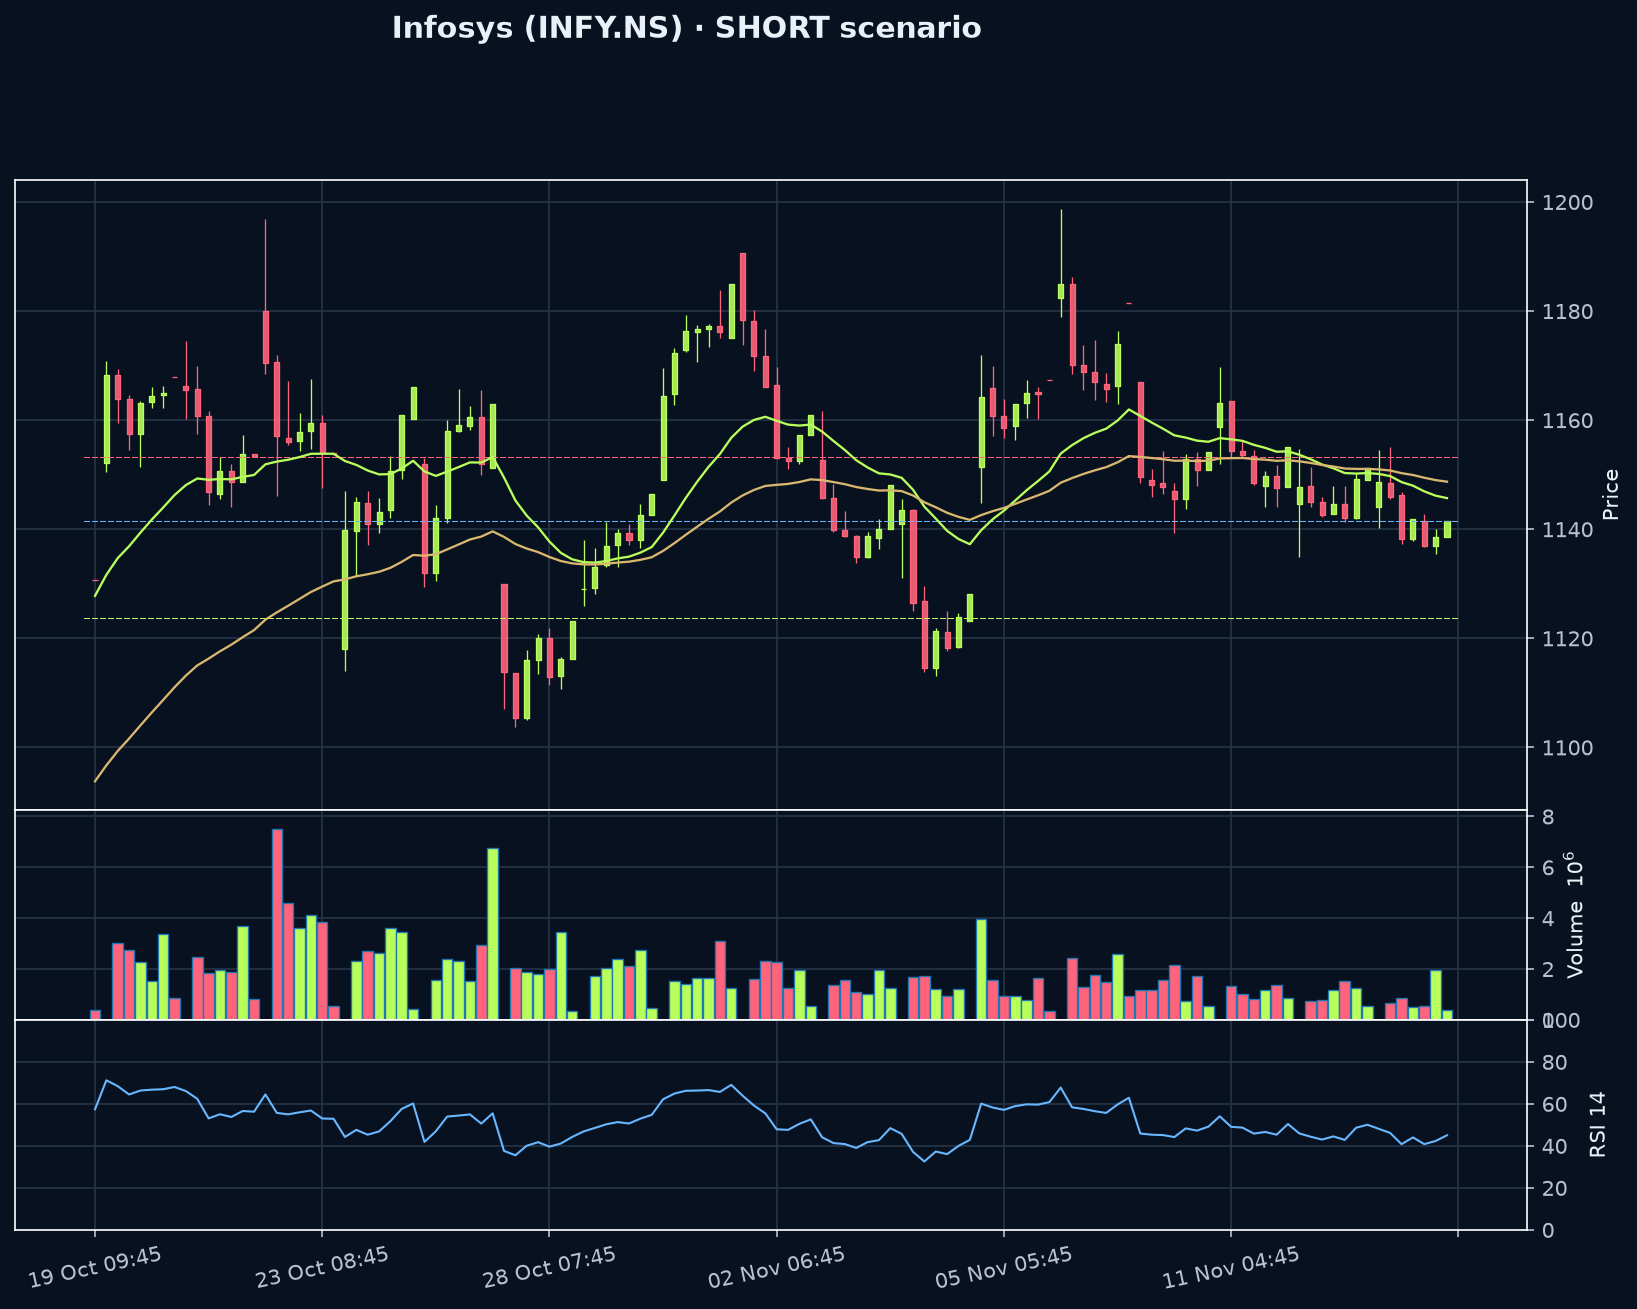 Infosys (INFY.NS) · SHORT scenario
1200
1180
1160
1140
1120
1100
Price
8
6
4
2
0
Volume 10⁶
100
80
60
40
20
0
RSI 14
19 Oct 09:45
23 Oct 08:45
28 Oct 07:45
02 Nov 06:45
05 Nov 05:45
11 Nov 04:45